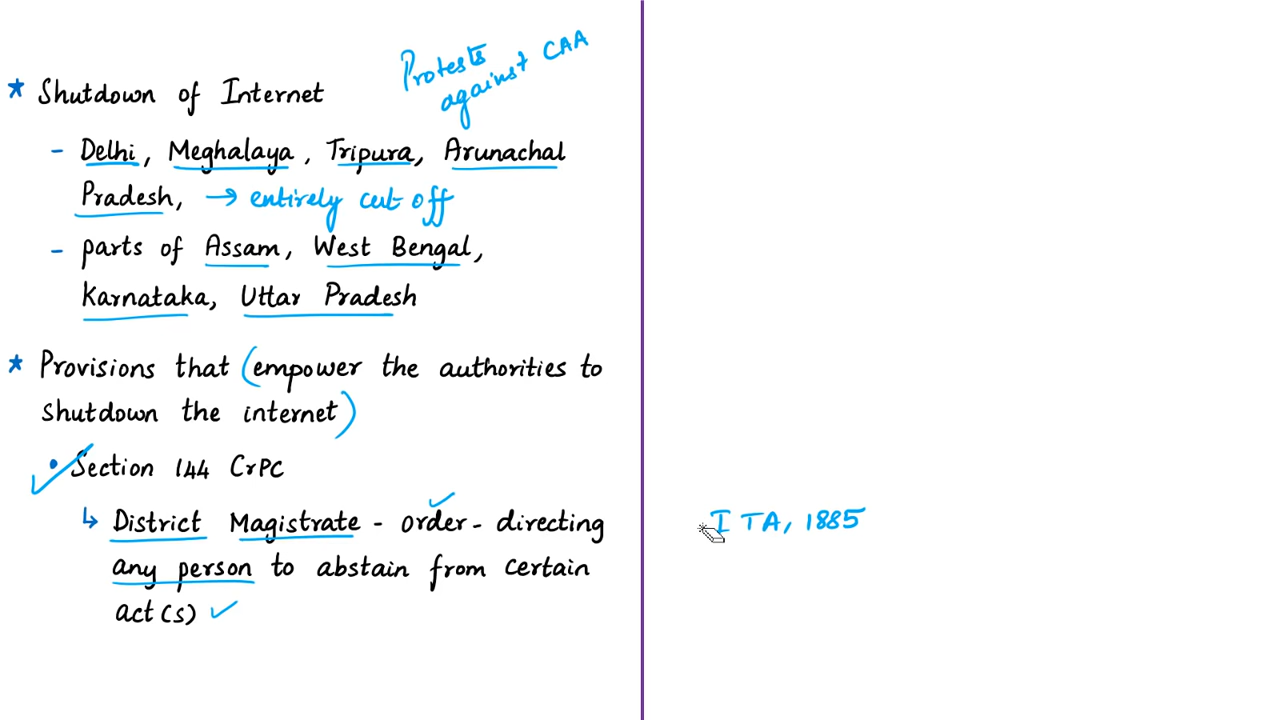 Protests
against CAA
* Shutdown of Internet
- Delhi, Meghalaya, Tripura, Arunachal
Pradesh, → entirely cut off
- parts of Assam, West Bengal,
Karnataka, Uttar Pradesh
* Provisions that (empower the authorities to
shutdown the internet)
• Section 144 CrPC
↳ District Magistrate - order - directing
any person to abstain from certain
act(s) ✓
ITA, 1885